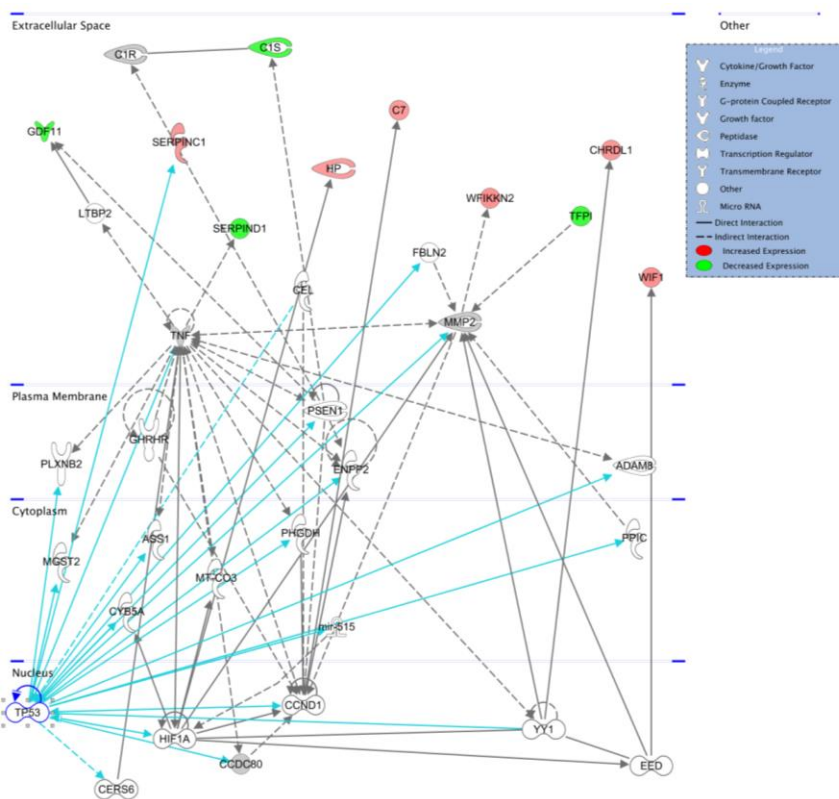 Extracellular Space
Other
C1R
C1S
Legend
Cytokine/Growth Factor
Enzyme
G-protein Coupled Receptor
Growth factor
Peptidase
Transcription Regulator
Transmembrane Receptor
Other
Micro RNA
Direct Interaction
Indirect Interaction
Increased Expression
Decreased Expression
C7
GDF11
SERPINC1
CHRDL1
HP
WFIKKN2
LTBP2
TFPI
SERPIND1
FBLN2
WIF1
CEL
TNF
MMP2
Plasma Membrane
PSEN1
GHRHR
PLXNB2
ENPP2
ADAM8
Cytoplasm
ASS1
PHGDH
PPIC
MGST2
MT-CO3
CYB5A
mir-515
Nucleus
TP53
CCND1
YY1
HIF1A
CCDC80
EED
CERS6